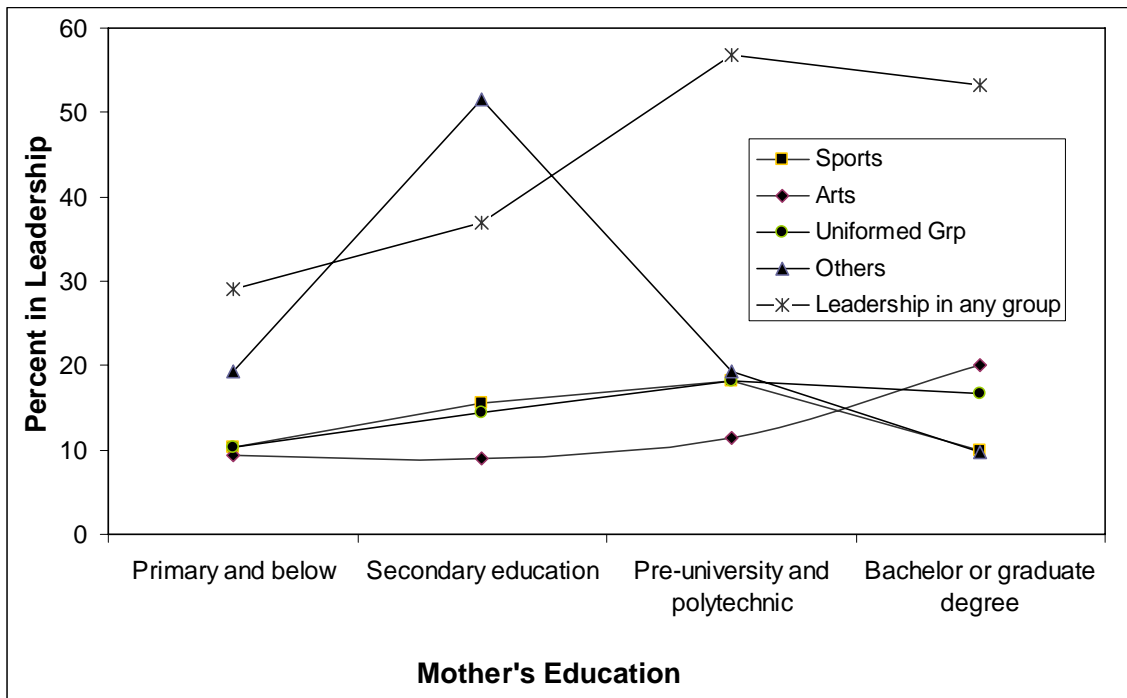 60
50
40
30
20
10
0
Percent in Leadership
Sports
Arts
Uniformed Grp
Others
Leadership in any group
Primary and below
Secondary education
Pre-university and
polytechnic
Bachelor or graduate
degree
Mother's Education